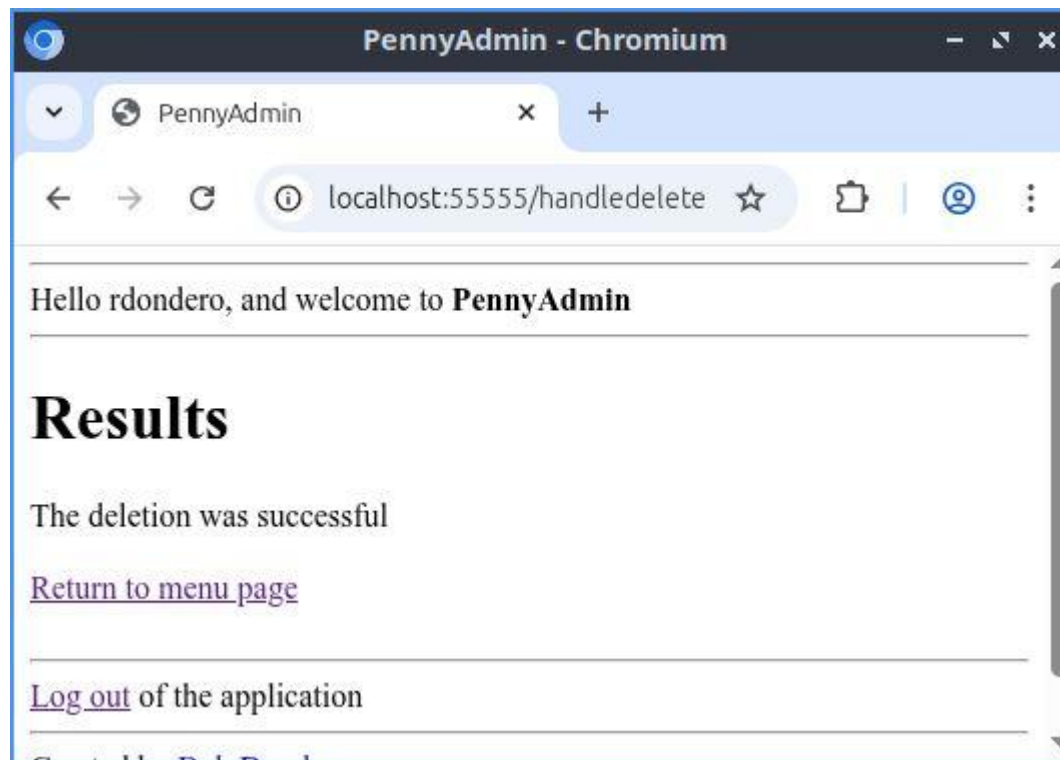 PennyAdmin - Chromium
PennyAdmin
localhost:55555/handledelete
Hello rdondero, and welcome to PennyAdmin
Results
The deletion was successful
Return to menu page
Log out of the application